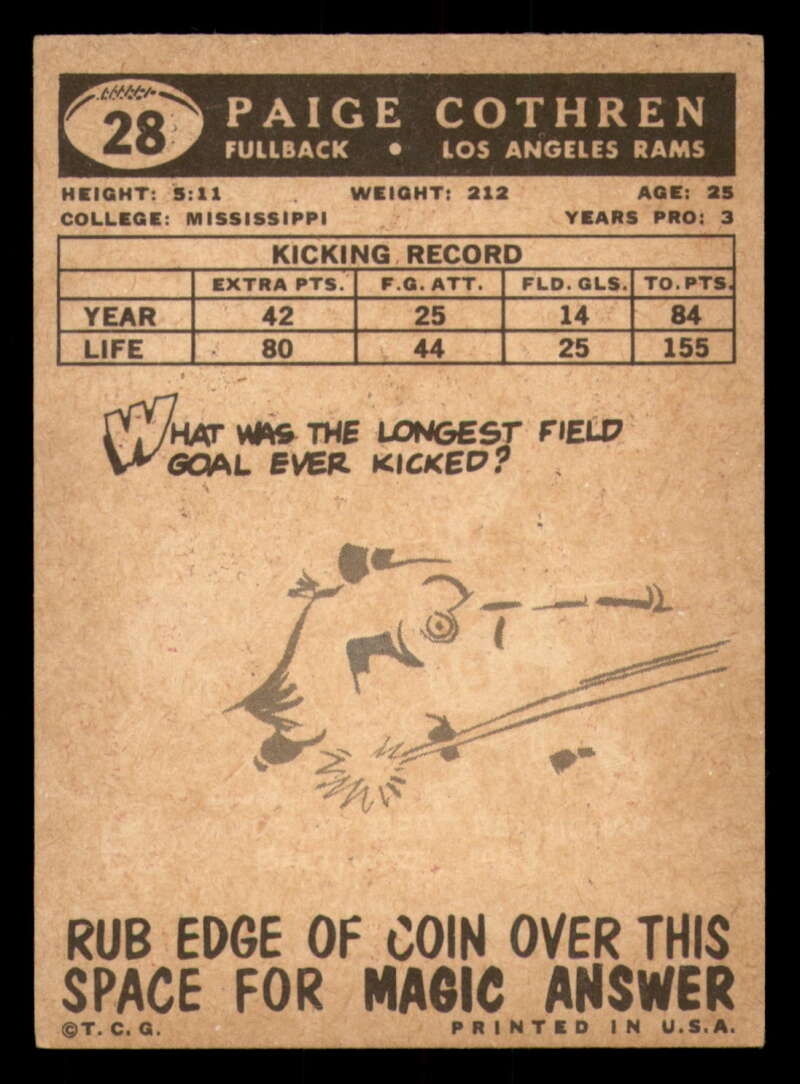 28
PAIGE COTHREN
FULLBACK • LOS ANGELES RAMS
HEIGHT: 5:11 WEIGHT: 212 AGE: 25
COLLEGE: MISSISSIPPI YEARS PRO: 3
KICKING RECORD
EXTRA PTS. F.G. ATT. FLD. GLS. TO. PTS.
YEAR 42 25 14 84
LIFE 80 44 25 155
WHAT WAS THE LONGEST FIELD
GOAL EVER KICKED?
RUB EDGE OF COIN OVER THIS
SPACE FOR MAGIC ANSWER
©T. C. G. PRINTED IN U.S.A.